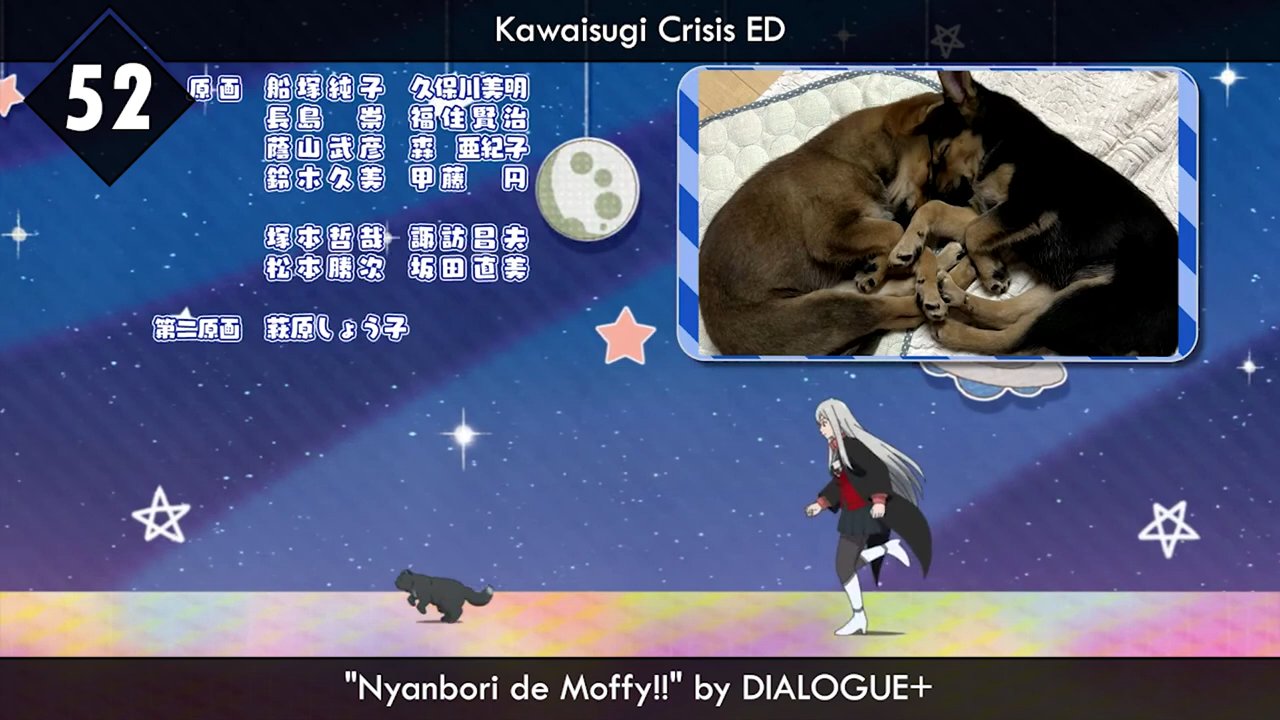 Kawaisugi Crisis ED
52
原画 船塚純子 久保川美明
長島 崇 福住賢治
蔭山武彦 森 亜紀子
鈴木久美 甲藤 円
塚本哲哉 諏訪昌夫
松本勝次 坂田直美
第二原画 萩原しょう子
"Nyanbori de Moffy!!" by DIALOGUE+